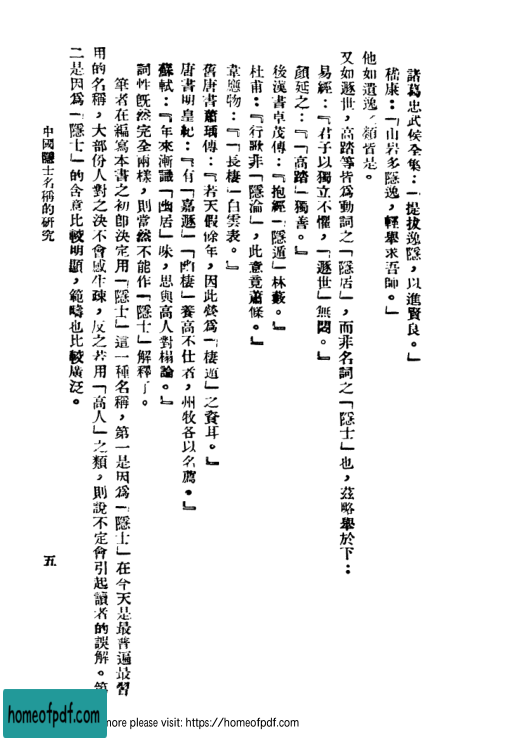 諸葛忠武侯全集：「提拔逸隱，以進賢良。」
嵇康：「山岩多隱逸，輕舉求吾師。」
他如遺逸之類皆是。
又如遯世，高踏等皆爲動詞之「隱居」，而非名詞之「隱士」也，茲略舉於下：
易經：『君子以獨立不懼，「遯世」無悶。』
顏延之：『「高踏」獨善。』
後漢書卓茂傳：『抱經「隱遁」林藪。』
杜甫：『行歌非「隱淪」，此意竟蕭條。』
韋應物：『「長棲」白雲表。』
舊唐書蕭瑀傳：『若天假餘年，因此終爲「棲遁」之資耳。』
唐書明皇紀：『有「嘉遯」「幽棲」養高不仕者，州牧各以名薦。』
蘇軾：『年來漸識「幽居」味，思與高人對榻論。』
詞性既然完全兩樣，則當然不能作「隱士」解釋了。
筆者在編寫本書之初即決定用「隱士」這一種名稱，第一是因爲「隱士」在今天是最普遍最習
用的名稱，大部份人對之決不會感生疎，反之若用「高人」之類，則說不定會引起讀者的誤解。第
二是因爲「隱士」的含意比較明顯，範疇也比較廣泛。
中國隱士名稱的研究
五
homeofpdf.com
more please visit: https://homeofpdf.com